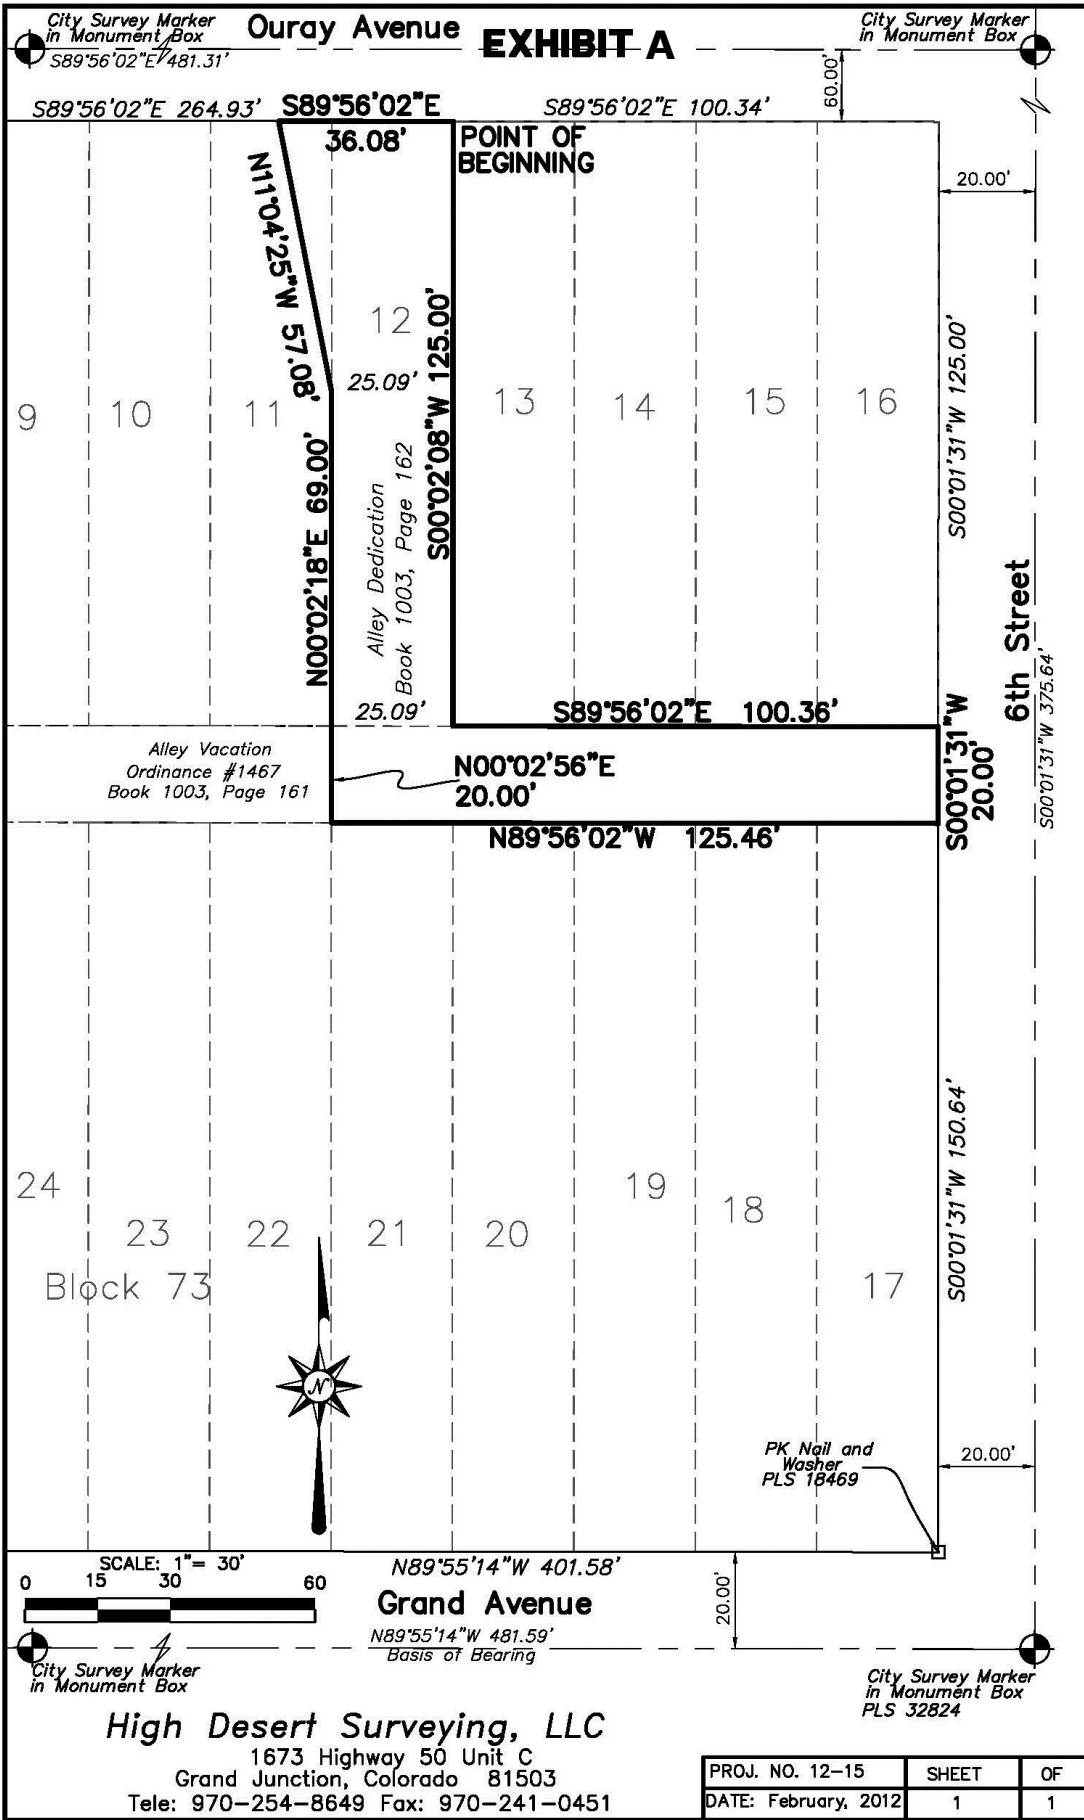 City Survey Marker
in Monument Box
S89°56'02"E 481.31'
Ouray Avenue
EXHIBIT A
City Survey Marker
in Monument Box
60.00'
S89°56'02"E 264.93'
S89°56'02"E
36.08'
S89°56'02"E 100.34'
POINT OF
BEGINNING
20.00'
N11°04'25"W 57.08'
12
25.09'
S00°02'08"W 125.00'
S00°01'31"W 125.00'
9
10
11
13
14
15
16
N00°02'18"E 69.00'
Alley Dedication
Book 1003, Page 162
25.09'
6th Street
S00°01'31"W 375.64'
S89°56'02"E 100.36'
Alley Vacation
Ordinance #1467
Book 1003, Page 161
N00°02'56"E
20.00'
S00°01'31"W
20.00'
N89°56'02"W 125.46'
S00°01'31"W 150.64'
24
23
22
21
20
19
18
17
Block 73
N
PK Nail and
Washer
PLS 18469
20.00'
SCALE: 1"= 30'
0 15 30 60
N89°55'14"W 401.58'
Grand Avenue
20.00'
N89°55'14"W 481.59'
Basis of Bearing
City Survey Marker
in Monument Box
City Survey Marker
in Monument Box
PLS 32824
High Desert Surveying, LLC
1673 Highway 50 Unit C
Grand Junction, Colorado 81503
Tele: 970-254-8649 Fax: 970-241-0451
PROJ. NO. 12-15 SHEET OF
DATE: February, 2012 1 1